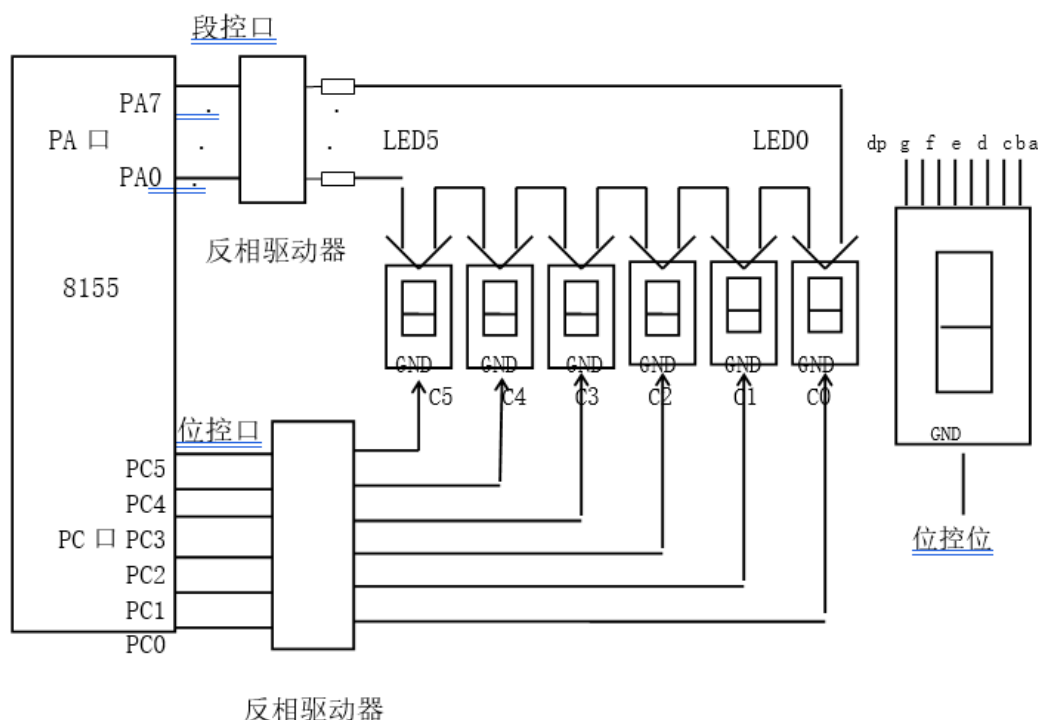 段控口
PA7
PA 口
PA0
LED5
LED0
dp g f e d c b a
反相驱动器
8155
GND GND GND GND GND GND
C5 C4 C3 C2 C1 C0
GND
位控口
PC5
PC4
PC 口 PC3
PC2
PC1
PC0
位控位
反相驱动器